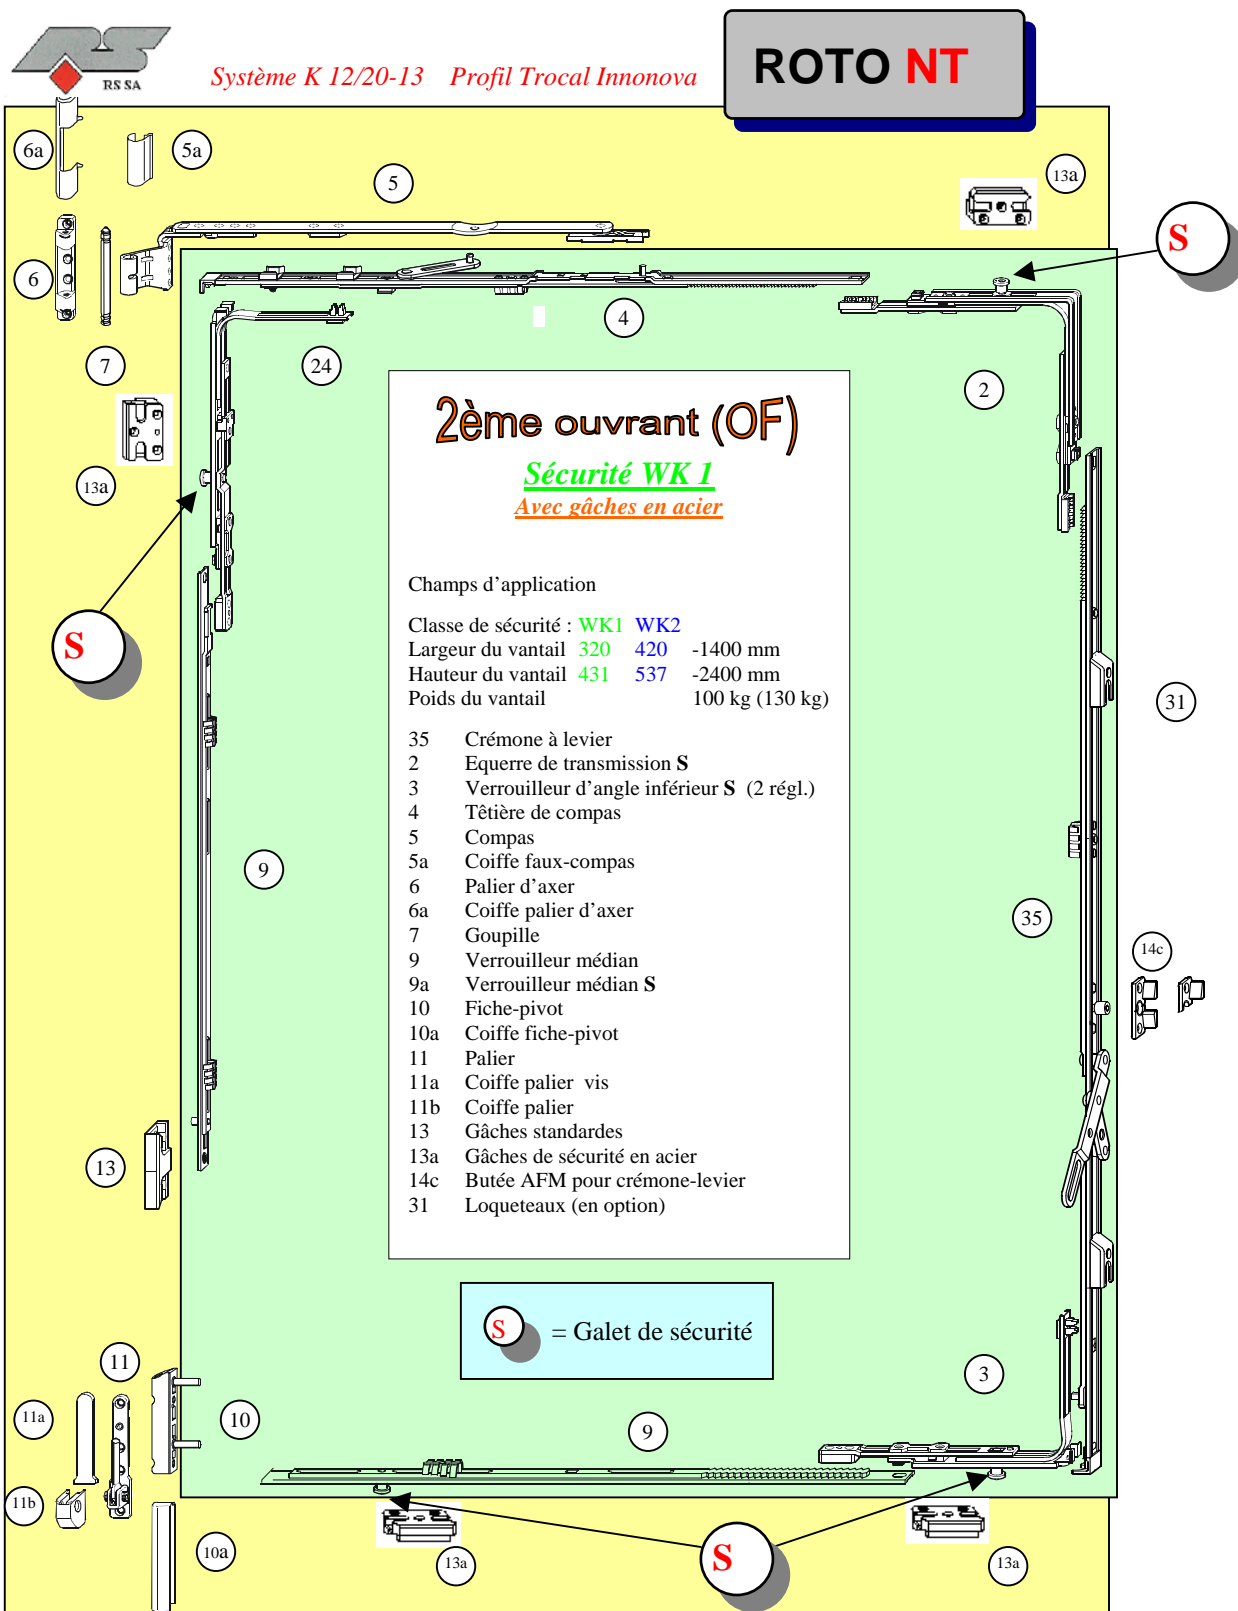 RS SA
Système K 12/20-13 Profil Trocal Innonova
ROTO NT
6a
5a
5
13a
S
6
4
7
24
2
13a
2ème ouvrant (OF)
Sécurité WK 1
Avec gâches en acier
Champs d’application
Classe de sécurité : WK1 WK2
Largeur du vantail 320 420 -1400 mm
Hauteur du vantail 431 537 -2400 mm
Poids du vantail 100 kg (130 kg)
35 Crémone à levier
2 Equerre de transmission S
3 Verrouilleur d’angle inférieur S (2 régl.)
4 Têtière de compas
5 Compas
5a Coiffe faux-compas
6 Palier d’axer
6a Coiffe palier d’axer
7 Goupille
9 Verrouilleur médian
9a Verrouilleur médian S
10 Fiche-pivot
10a Coiffe fiche-pivot
11 Palier
11a Coiffe palier vis
11b Coiffe palier
13 Gâches standardes
13a Gâches de sécurité en acier
14c Butée AFM pour crémone-levier
31 Loqueteaux (en option)
S
31
9
35
14c
13
S = Galet de sécurité
11
3
11a
10
9
11b
10a
13a
S
13a